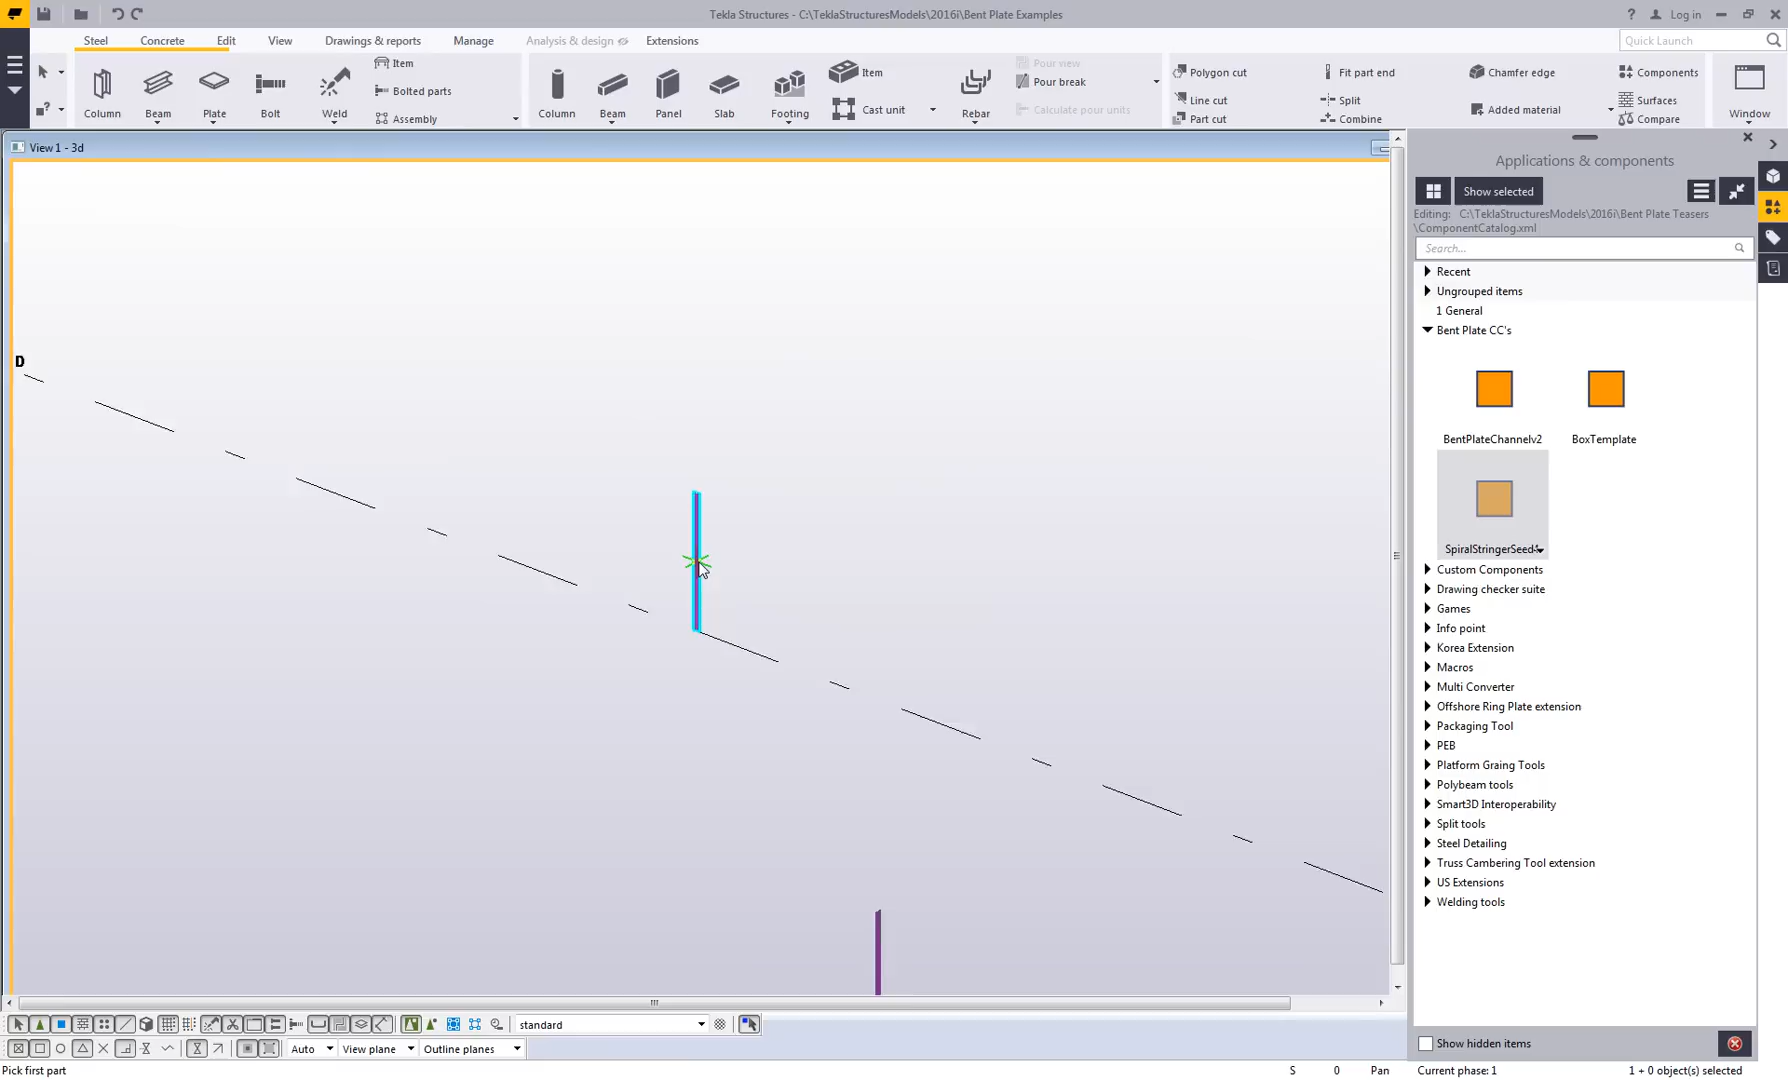 Tekla Structures - C:\TeklaStructuresModels\2016i\Bent Plate Examples
? Log in
Steel Concrete Edit View Drawings & reports Manage Analysis & design Extensions
Quick Launch
Column Beam Plate Bolt Weld
Item
Bolted parts
Assembly
Column Beam Panel Slab Footing
Item
Cast unit
Rebar
Pour view
Pour break
Calculate pour units
Polygon cut
Line cut
Part cut
Fit part end
Split
Combine
Chamfer edge
Added material
Components
Surfaces
Compare
Window
View 1 - 3d
D
Applications & components
Show selected
Editing: C:\TeklaStructuresModels\2016i\Bent Plate Teasers
\ComponentCatalog.xml
Search...
Recent
Ungrouped items
1 General
Bent Plate CC's
BentPlateChannelv2 BoxTemplate
Custom Components
Drawing checker suite
Games
Info point
Korea Extension
Macros
Multi Converter
Offshore Ring Plate extension
Packaging Tool
PEB
Platform Graing Tools
Polybeam tools
Smart3D Interoperability
Split tools
Steel Detailing
Truss Cambering Tool extension
US Extensions
Welding tools
standard
Auto View plane Outline planes
Show hidden items
Pick first part S 0 Pan Current phase: 1 1 + 0 object(s) selected